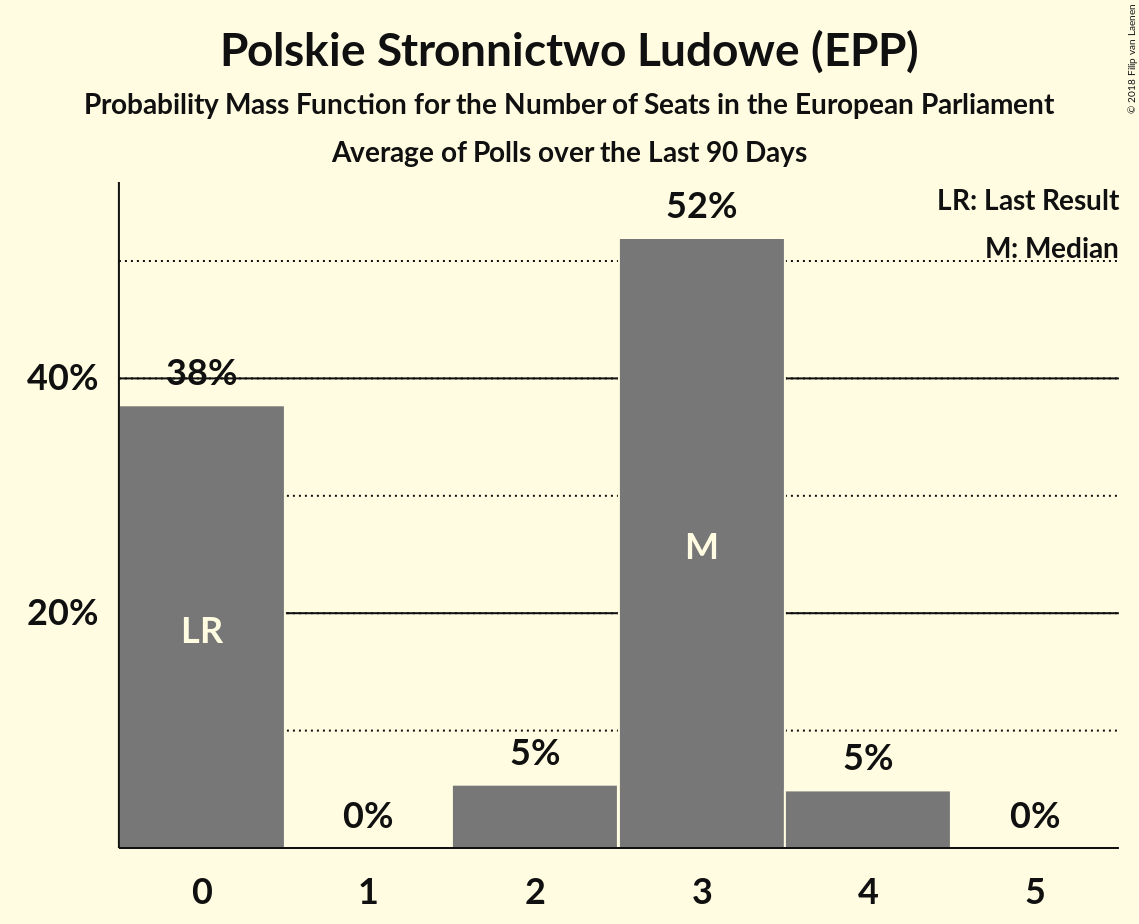 Polskie Stronnictwo Ludowe (EPP)
Probability Mass Function for the Number of Seats in the European Parliament
Average of Polls over the Last 90 Days
© 2018 Filip van Laenen
LR: Last Result
M: Median
52%
38%
40%
M
20%
LR
5%
5%
0%
0%
0 1 2 3 4 5